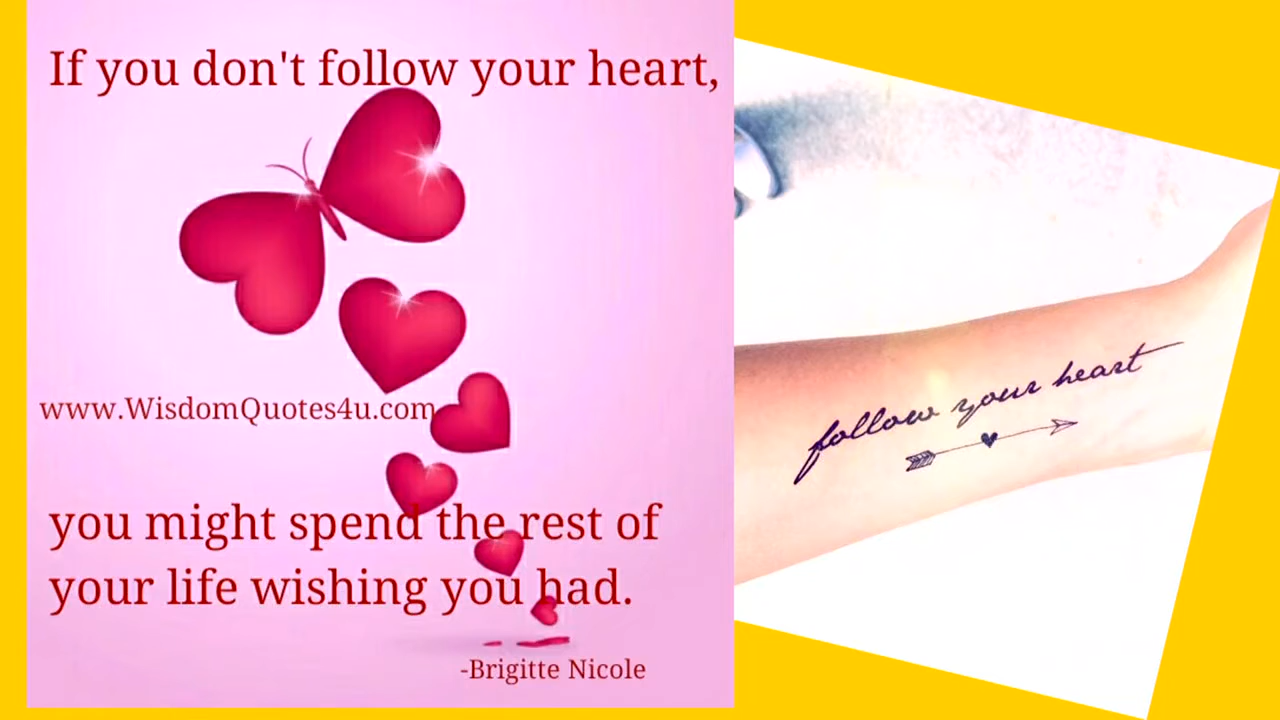 If you don't follow your heart,
www.WisdomQuotes4u.com
you might spend the rest of
your life wishing you had.
-Brigitte Nicole
follow your heart